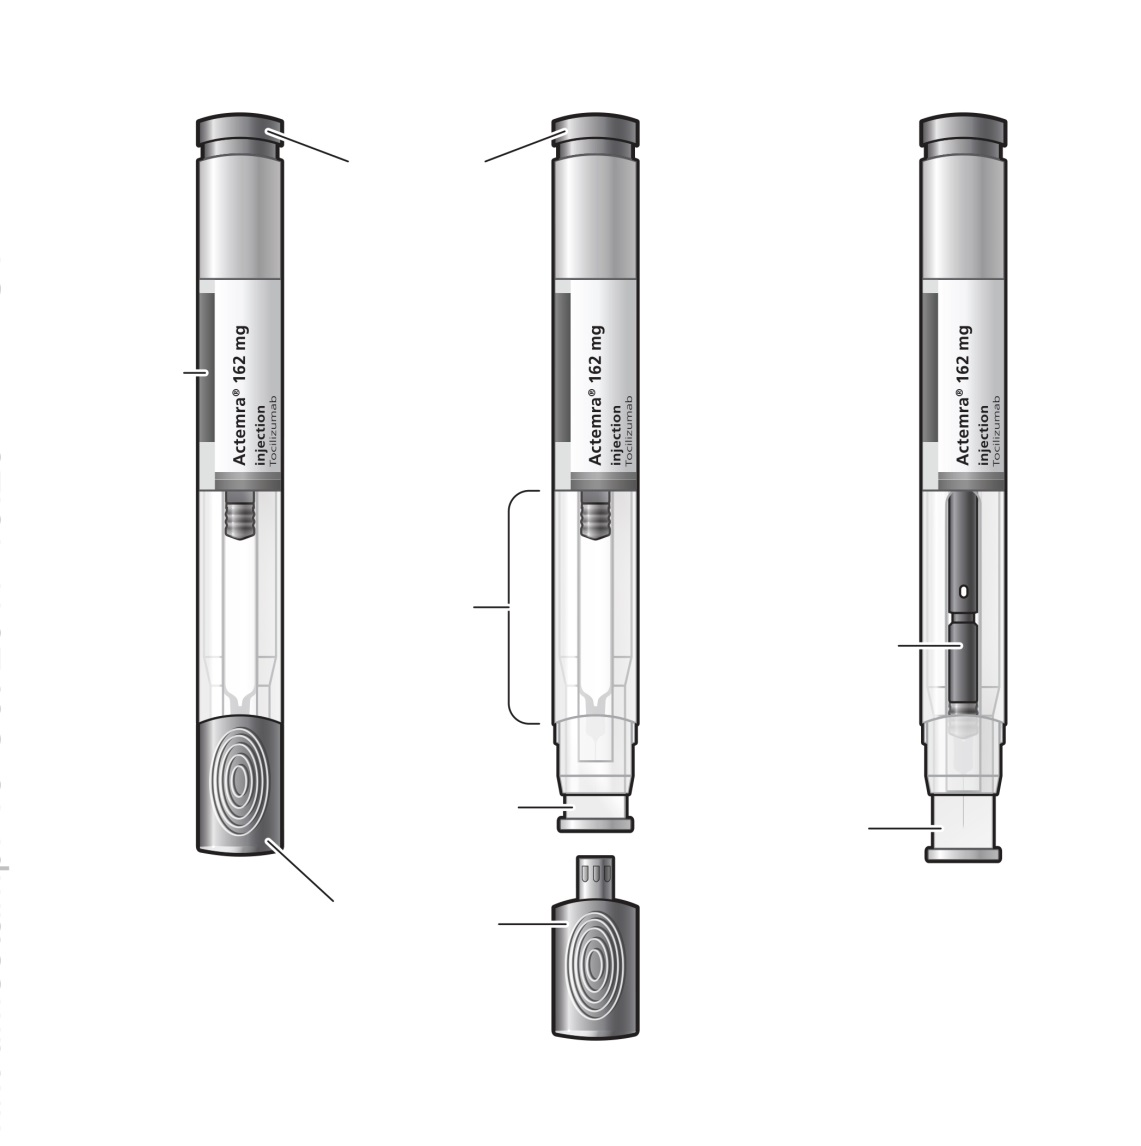 Actemra® 162 mg
injection
Tocilizumab
Actemra® 162 mg
injection
Tocilizumab
Actemra® 162 mg
injection
Tocilizumab